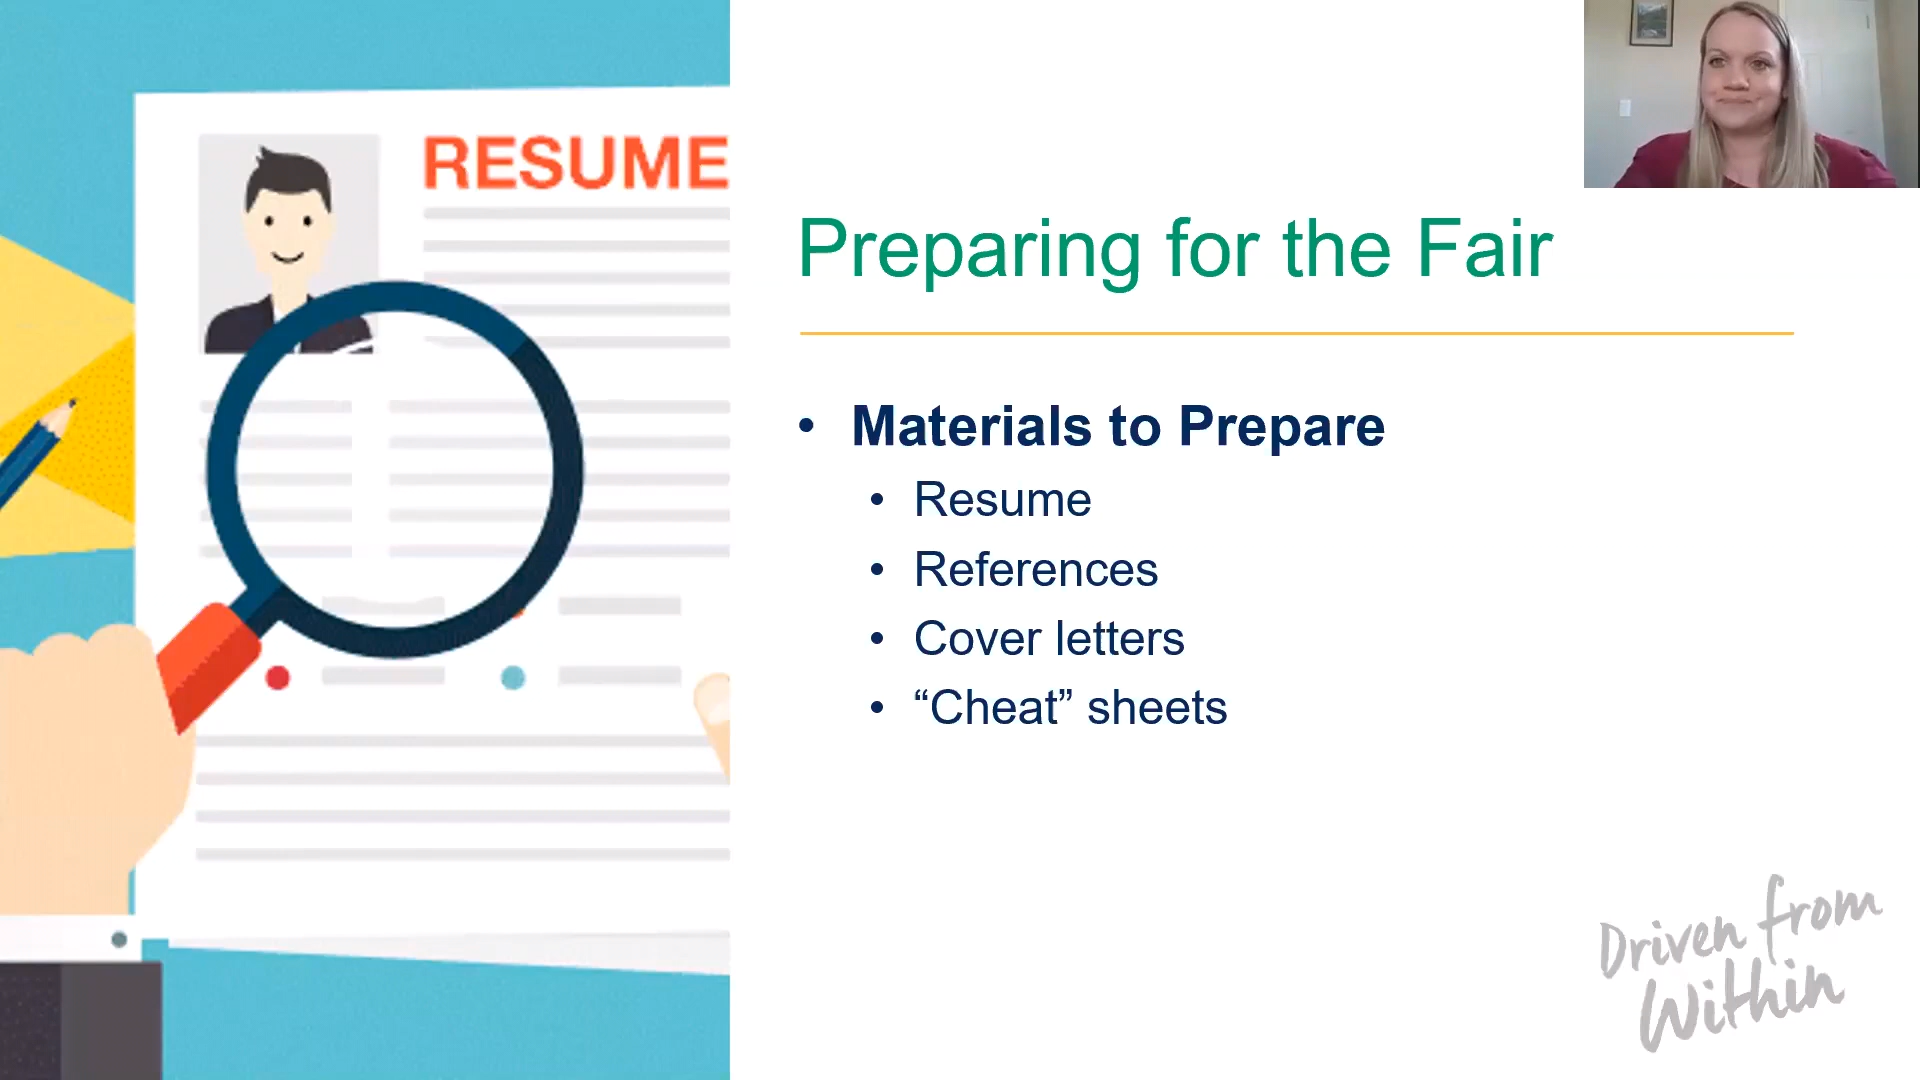 RESUME
Preparing for the Fair
• Materials to Prepare
• Resume
• References
• Cover letters
• “Cheat” sheets
Driven from
Within